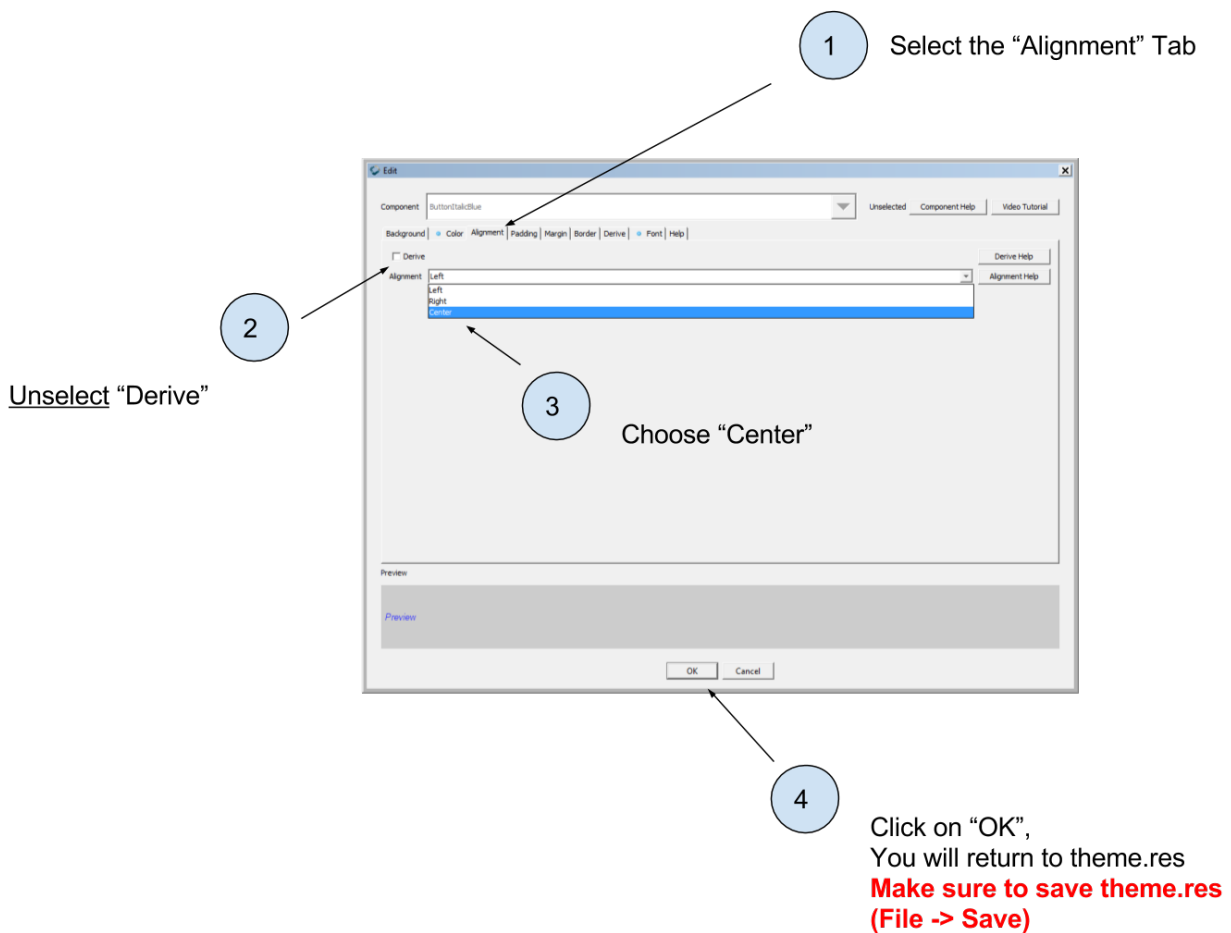 1
Select the “Alignment” Tab
Edit
Component
ButtonItalicBlue
Unselected
Component Help
Video Tutorial
Background
Color
Alignment
Padding
Margin
Border
Derive
Font
Help
Derive
Derive Help
Alignment
Left
Alignment Help
Left
Right
Center
2
Unselect “Derive”
3
Choose “Center”
Preview
Preview
OK
Cancel
4
Click on “OK”,
You will return to theme.res
Make sure to save theme.res
(File -> Save)